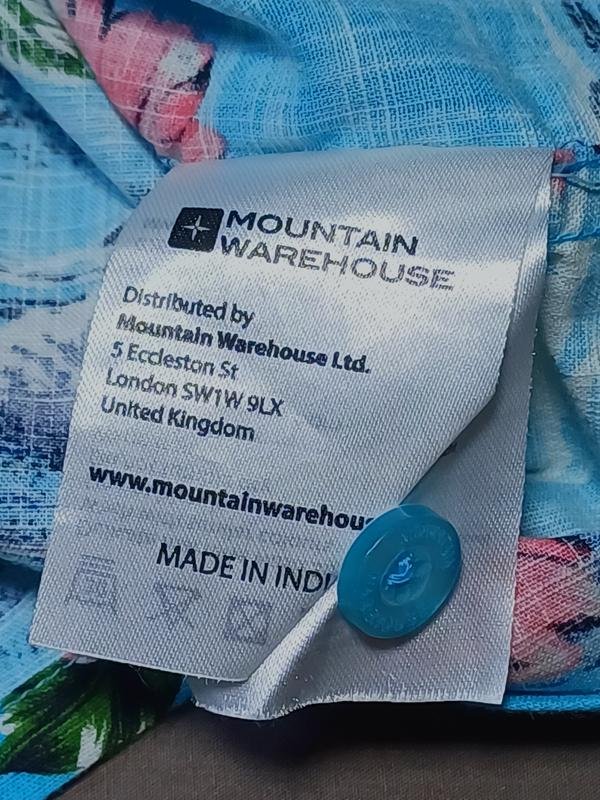 MOUNTAIN
WAREHOUSE
Distributed by
Mountain Warehouse Ltd.
5 Eccleston St
London SW1W 9LX
United Kingdom
www.mountainwarehou
MADE IN INDI